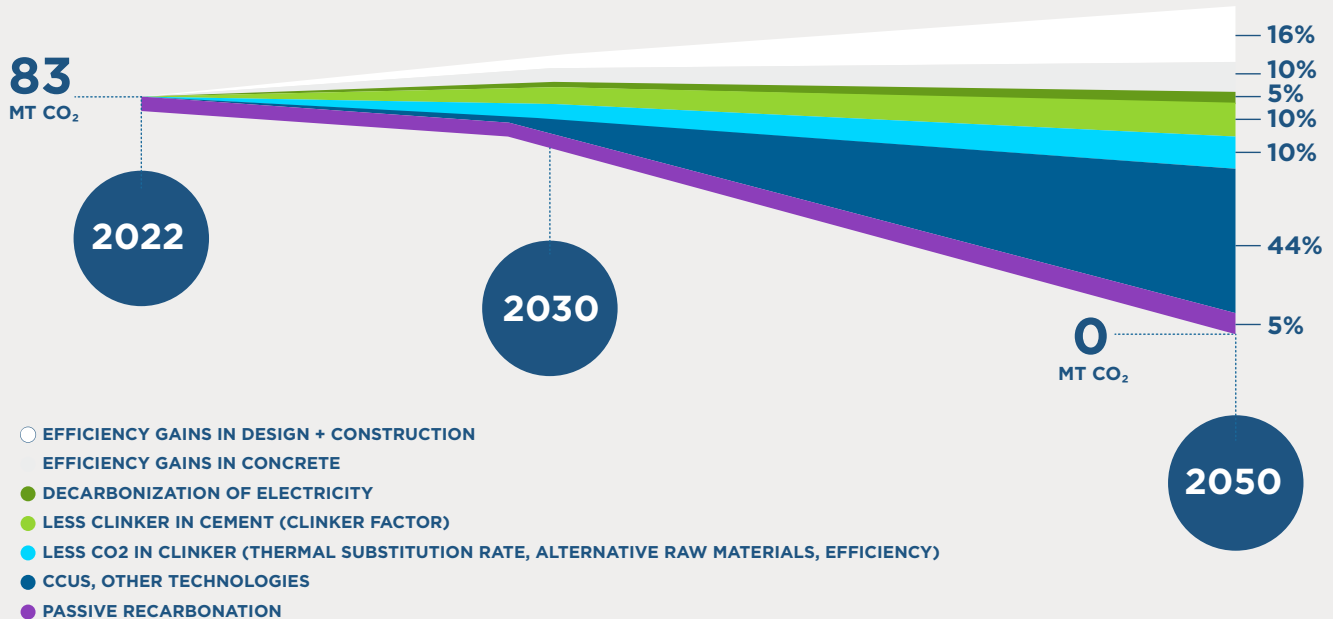 83
MT CO₂
16%
10%
5%
10%
10%
44%
5%
2022
2030
0
MT CO₂
2050
EFFICIENCY GAINS IN DESIGN + CONSTRUCTION
EFFICIENCY GAINS IN CONCRETE
DECARBONIZATION OF ELECTRICITY
LESS CLINKER IN CEMENT (CLINKER FACTOR)
LESS CO2 IN CLINKER (THERMAL SUBSTITUTION RATE, ALTERNATIVE RAW MATERIALS, EFFICIENCY)
CCUS, OTHER TECHNOLOGIES
PASSIVE RECARBONATION